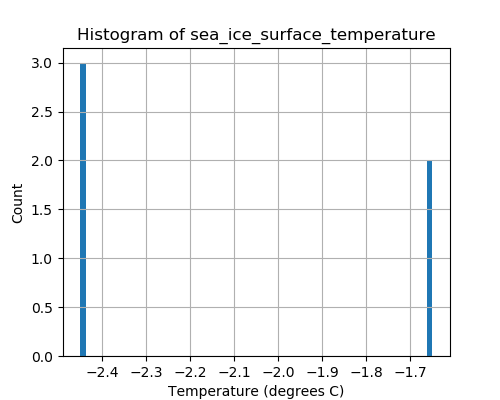 Histogram of sea_ice_surface_temperature
3.0
2.5
2.0
1.5
1.0
0.5
0.0
Count
−2.4 −2.3 −2.2 −2.1 −2.0 −1.9 −1.8 −1.7
Temperature (degrees C)